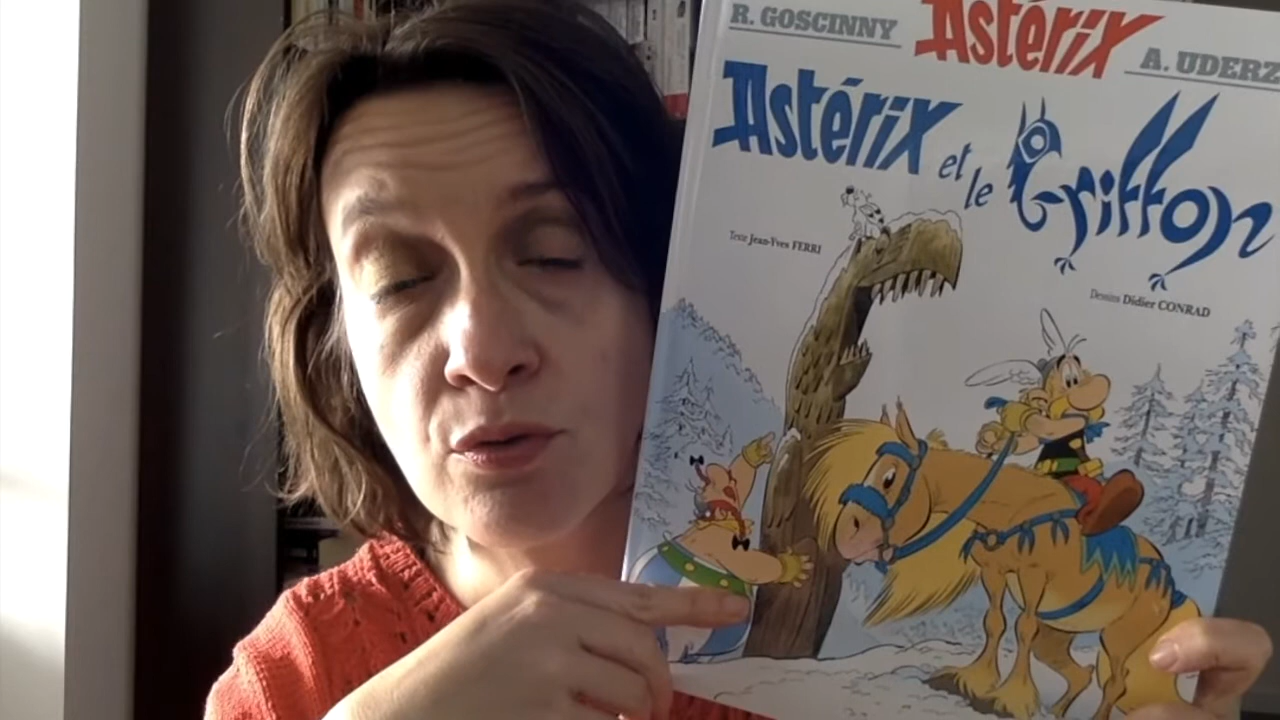 R. GOSCINNY
Astérix
A. UDERZ
Astérix
et le
Griffon
Texte Jean-Yves FERRI
Dessins Didier CONRAD